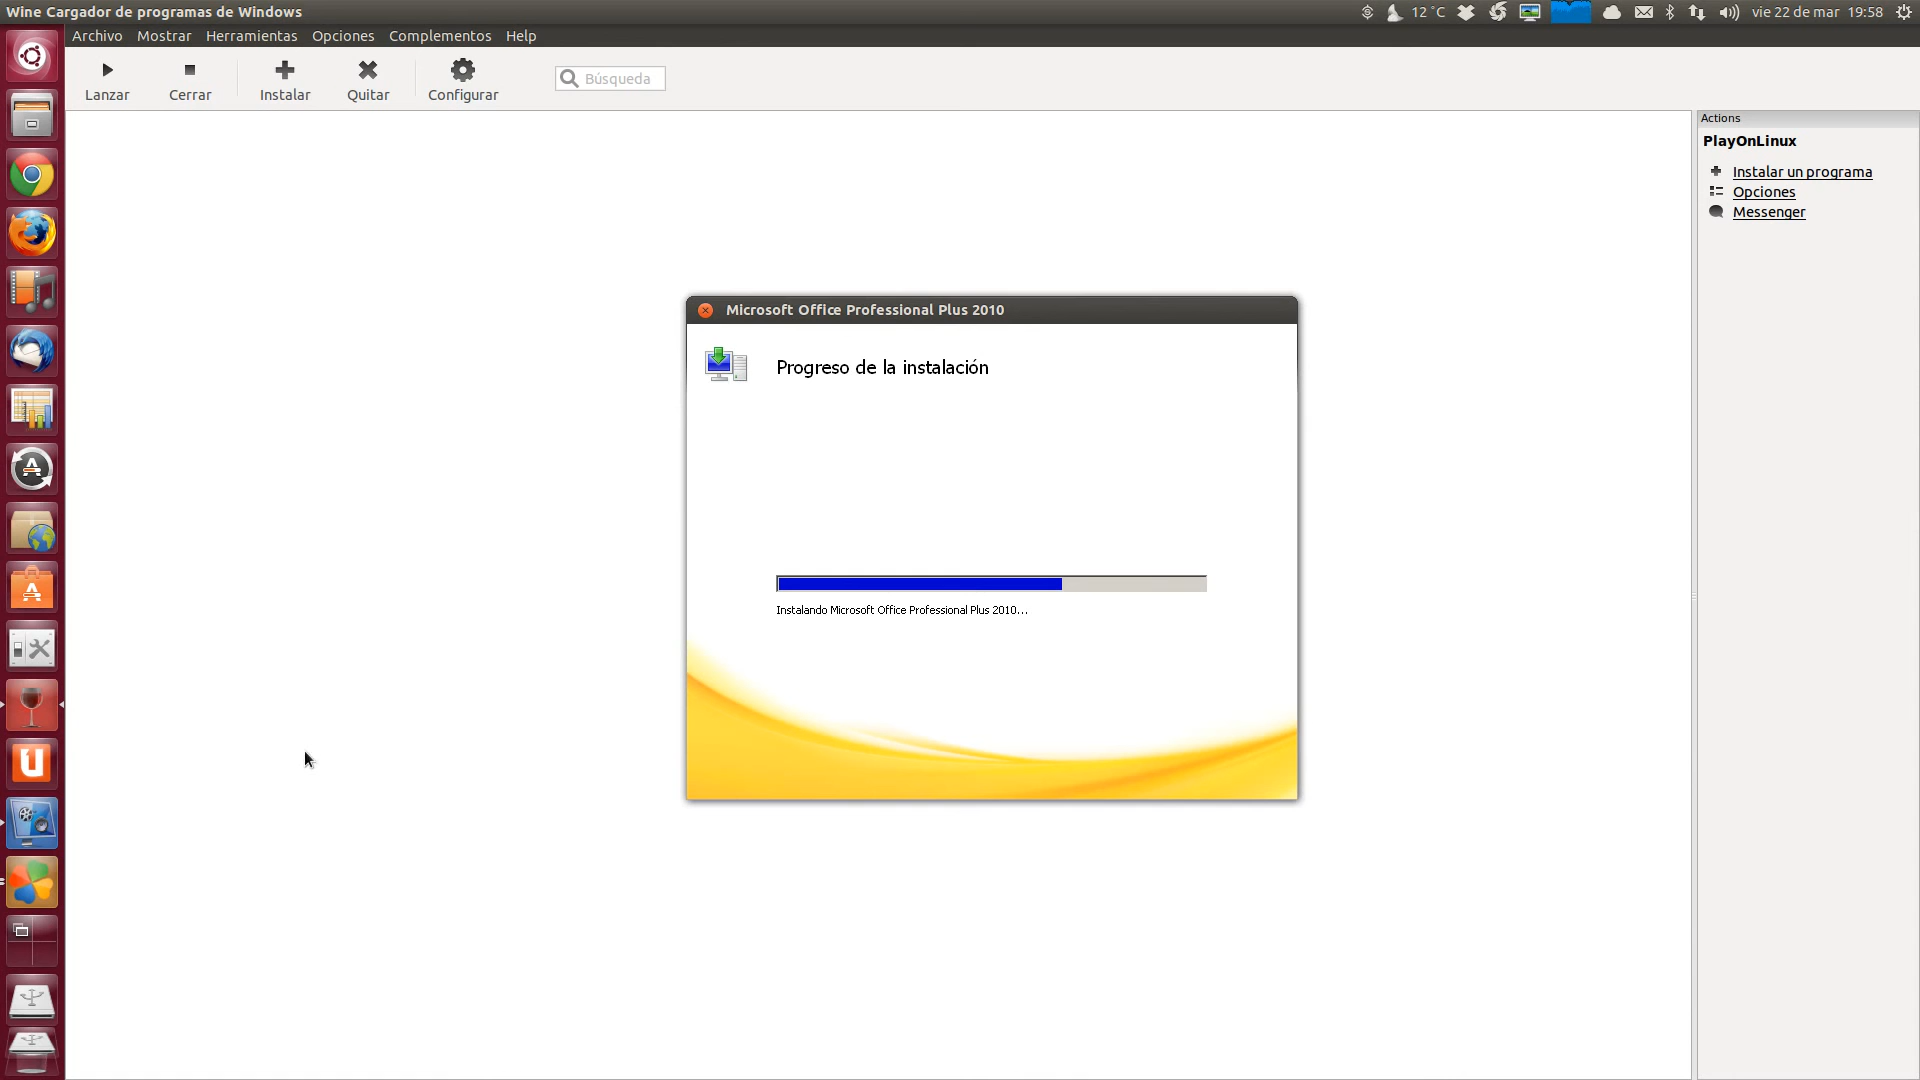 Wine Cargador de programas de Windows
12 °C
vie 22 de mar 19:58
Archivo Mostrar Herramientas Opciones Complementos Help
Lanzar Cerrar Instalar Quitar Configurar Búsqueda
Actions
PlayOnLinux
Instalar un programa
Opciones
Messenger
Microsoft Office Professional Plus 2010
Progreso de la instalación
Instalando Microsoft Office Professional Plus 2010...